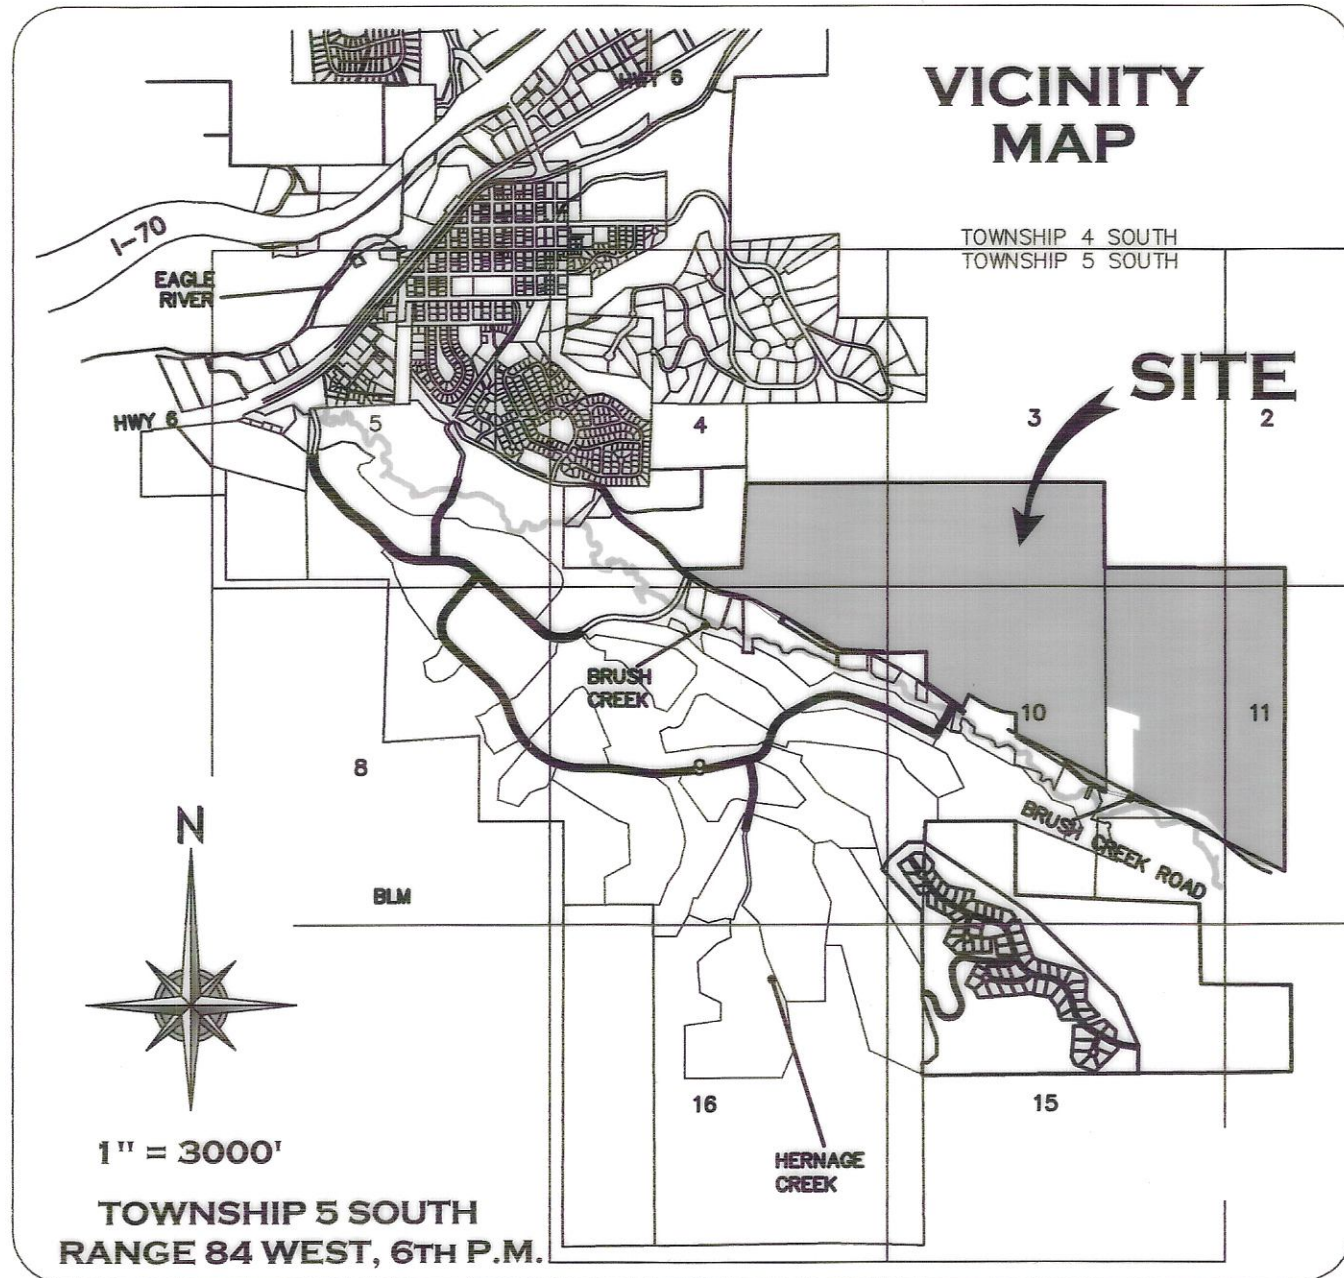 HWY 6
VICINITY
MAP
I-70
TOWNSHIP 4 SOUTH
TOWNSHIP 5 SOUTH
EAGLE
RIVER
SITE
HWY 6
5
4
3
2
BRUSH
CREEK
10
11
8
9
BRUSH CREEK ROAD
N
BLM
16
15
1" = 3000'
HERNAGE
CREEK
TOWNSHIP 5 SOUTH
RANGE 84 WEST, 6TH P.M.